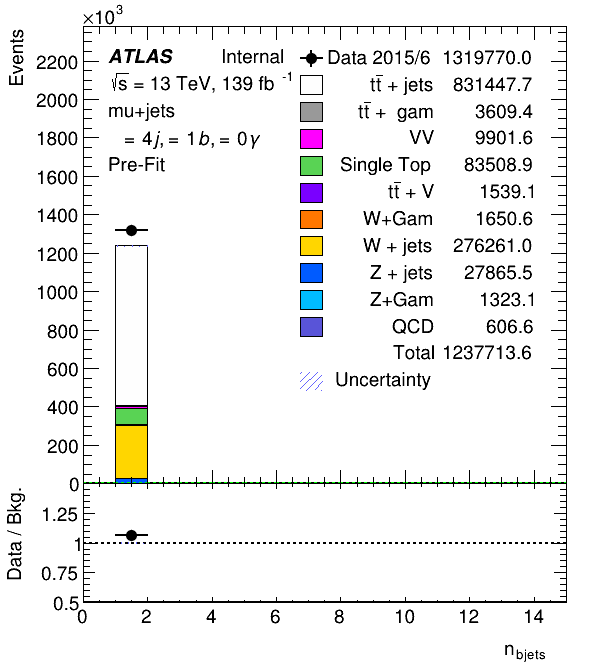 ×10³
Events
2200
2000
1800
1600
1400
1200
1000
800
600
400
200
0
ATLAS Internal
√s = 13 TeV, 139 fb⁻¹
mu+jets
= 4j, = 1b, = 0γ
Pre-Fit
Data 2015/6 1319770.0
tt̄ + jets 831447.7
tt̄ + gam 3609.4
VV 9901.6
Single Top 83508.9
tt̄ + V 1539.1
W+Gam 1650.6
W + jets 276261.0
Z + jets 27865.5
Z+Gam 1323.1
QCD 606.6
Total 1237713.6
Uncertainty
Data / Bkg.
1.25
1
0.75
0.5
0 2 4 6 8 10 12 14
n bjets